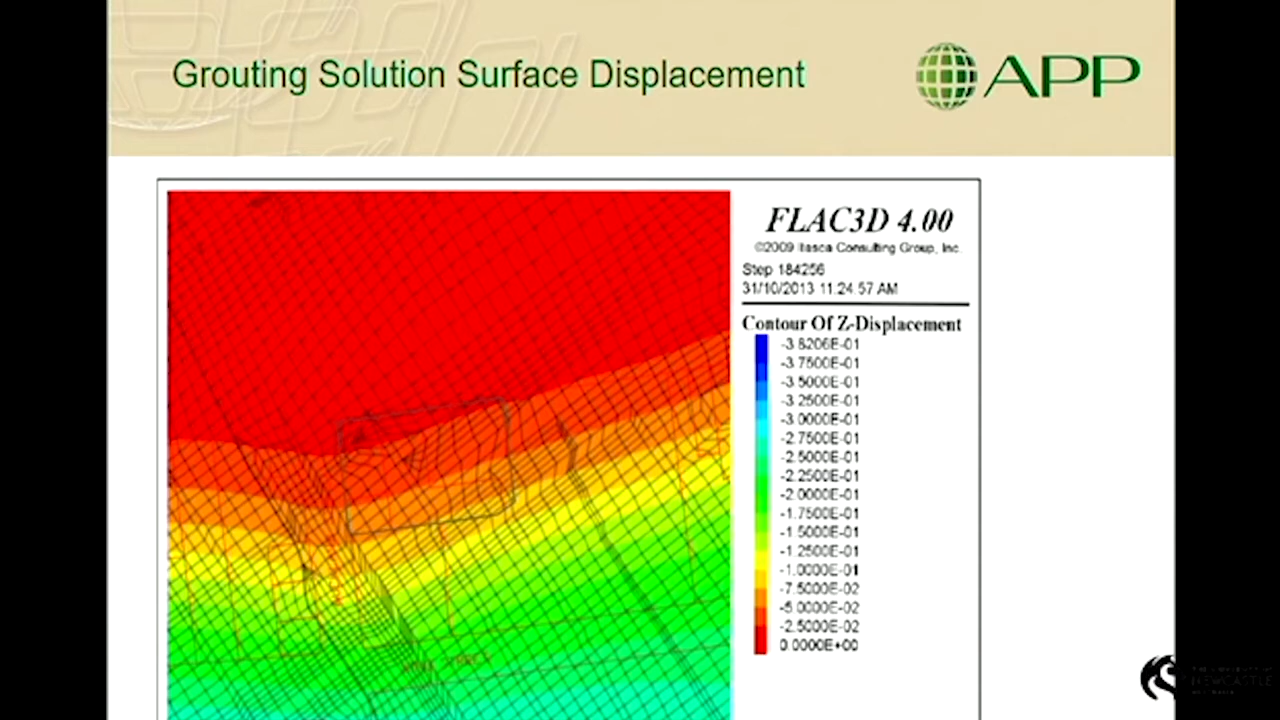 Grouting Solution Surface Displacement
APP
FLAC3D 4.00
©2009 Itasca Consulting Group, Inc.
Step 184256
31/10/2013 11:24:57 AM
Contour Of Z-Displacement
-3.8206E-01
-3.7500E-01
-3.5000E-01
-3.2500E-01
-3.0000E-01
-2.7500E-01
-2.5000E-01
-2.2500E-01
-2.0000E-01
-1.7500E-01
-1.5000E-01
-1.2500E-01
-1.0000E-01
-7.5000E-02
-5.0000E-02
-2.5000E-02
0.0000E+00
NEWCASTLE